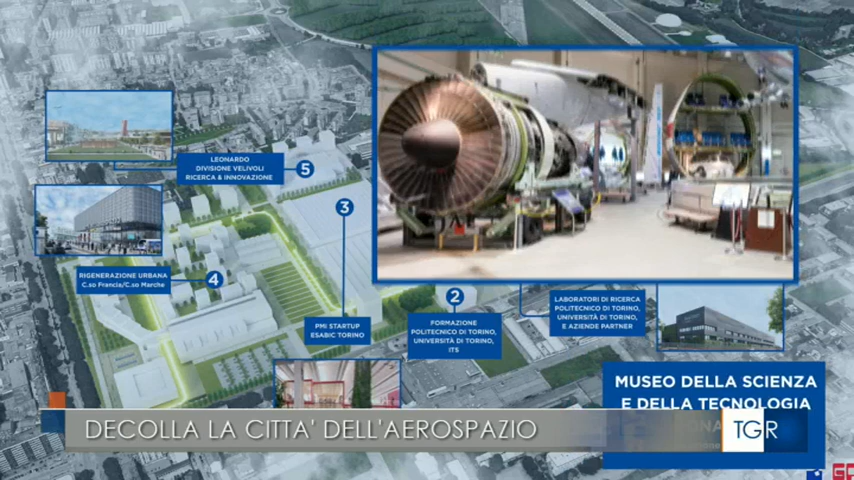 LEONARDO
DIVISIONE VELIVOLI
RICERCA & INNOVAZIONE
5
3
RIGENERAZIONE URBANA
C.so Francia/C.so Marche
4
PMI STARTUP
ESABIC TORINO
2
FORMAZIONE
POLITECNICO DI TORINO,
UNIVERSITÀ DI TORINO,
ITS
LABORATORI DI RICERCA
POLITECNICO DI TORINO,
UNIVERSITÀ DI TORINO,
E AZIENDE PARTNER
MUSEO DELLA SCIENZA
E DELLA TECNOLOGIA
DECOLLA LA CITTA' DELL'AEROSPAZIO
TGR